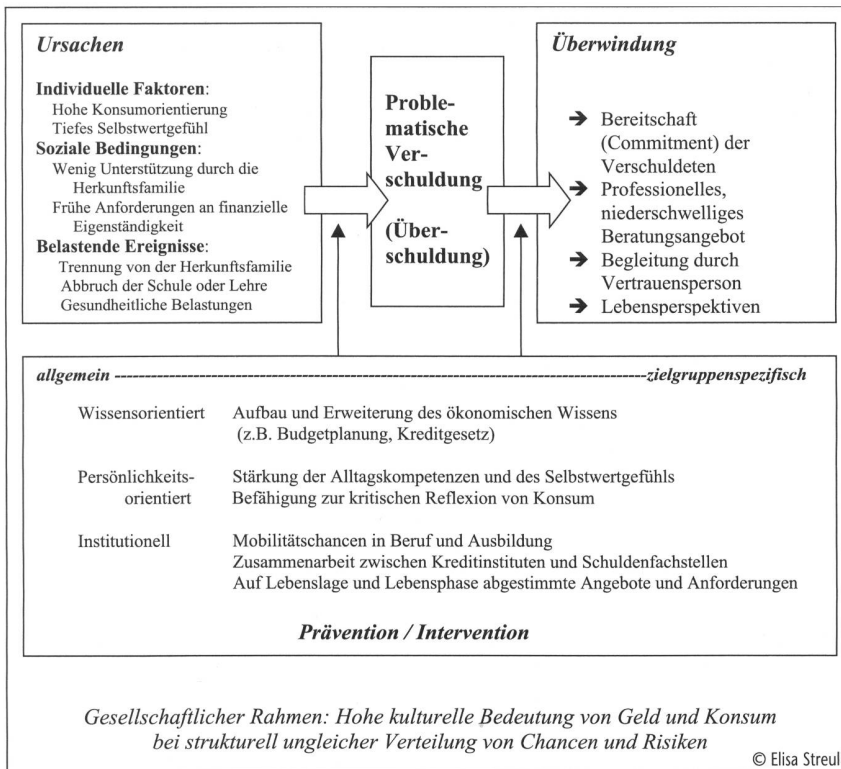 Ursachen
Individuelle Faktoren:
Hohe Konsumorientierung
Tiefes Selbstwertgefühl
Soziale Bedingungen:
Wenig Unterstützung durch die
Herkunftsfamilie
Frühe Anforderungen an finanzielle
Eigenständigkeit
Belastende Ereignisse:
Trennung von der Herkunftsfamilie
Abbruch der Schule oder Lehre
Gesundheitliche Belastungen
Proble-
matische
Ver-
schuldung
(Über-
schuldung)
Überwindung
➔ Bereitschaft
(Commitment) der
Verschuldeten
➔ Professionelles,
niederschwelliges
Beratungsangebot
➔ Begleitung durch
Vertrauensperson
➔ Lebensperspektiven
allgemein ---------------------------------------------------------------zielgruppenspezifisch
Wissensorientiert Aufbau und Erweiterung des ökonomischen Wissens
(z.B. Budgetplanung, Kreditgesetz)
Persönlichkeits- Stärkung der Alltagskompetenzen und des Selbstwertgefühls
orientiert Befähigung zur kritischen Reflexion von Konsum
Institutionell Mobilitätschancen in Beruf und Ausbildung
Zusammenarbeit zwischen Kreditinstituten und Schuldenfachstellen
Auf Lebenslage und Lebensphase abgestimmte Angebote und Anforderungen
Prävention / Intervention
Gesellschaftlicher Rahmen: Hohe kulturelle Bedeutung von Geld und Konsum
bei strukturell ungleicher Verteilung von Chancen und Risiken
© Elisa Streuli